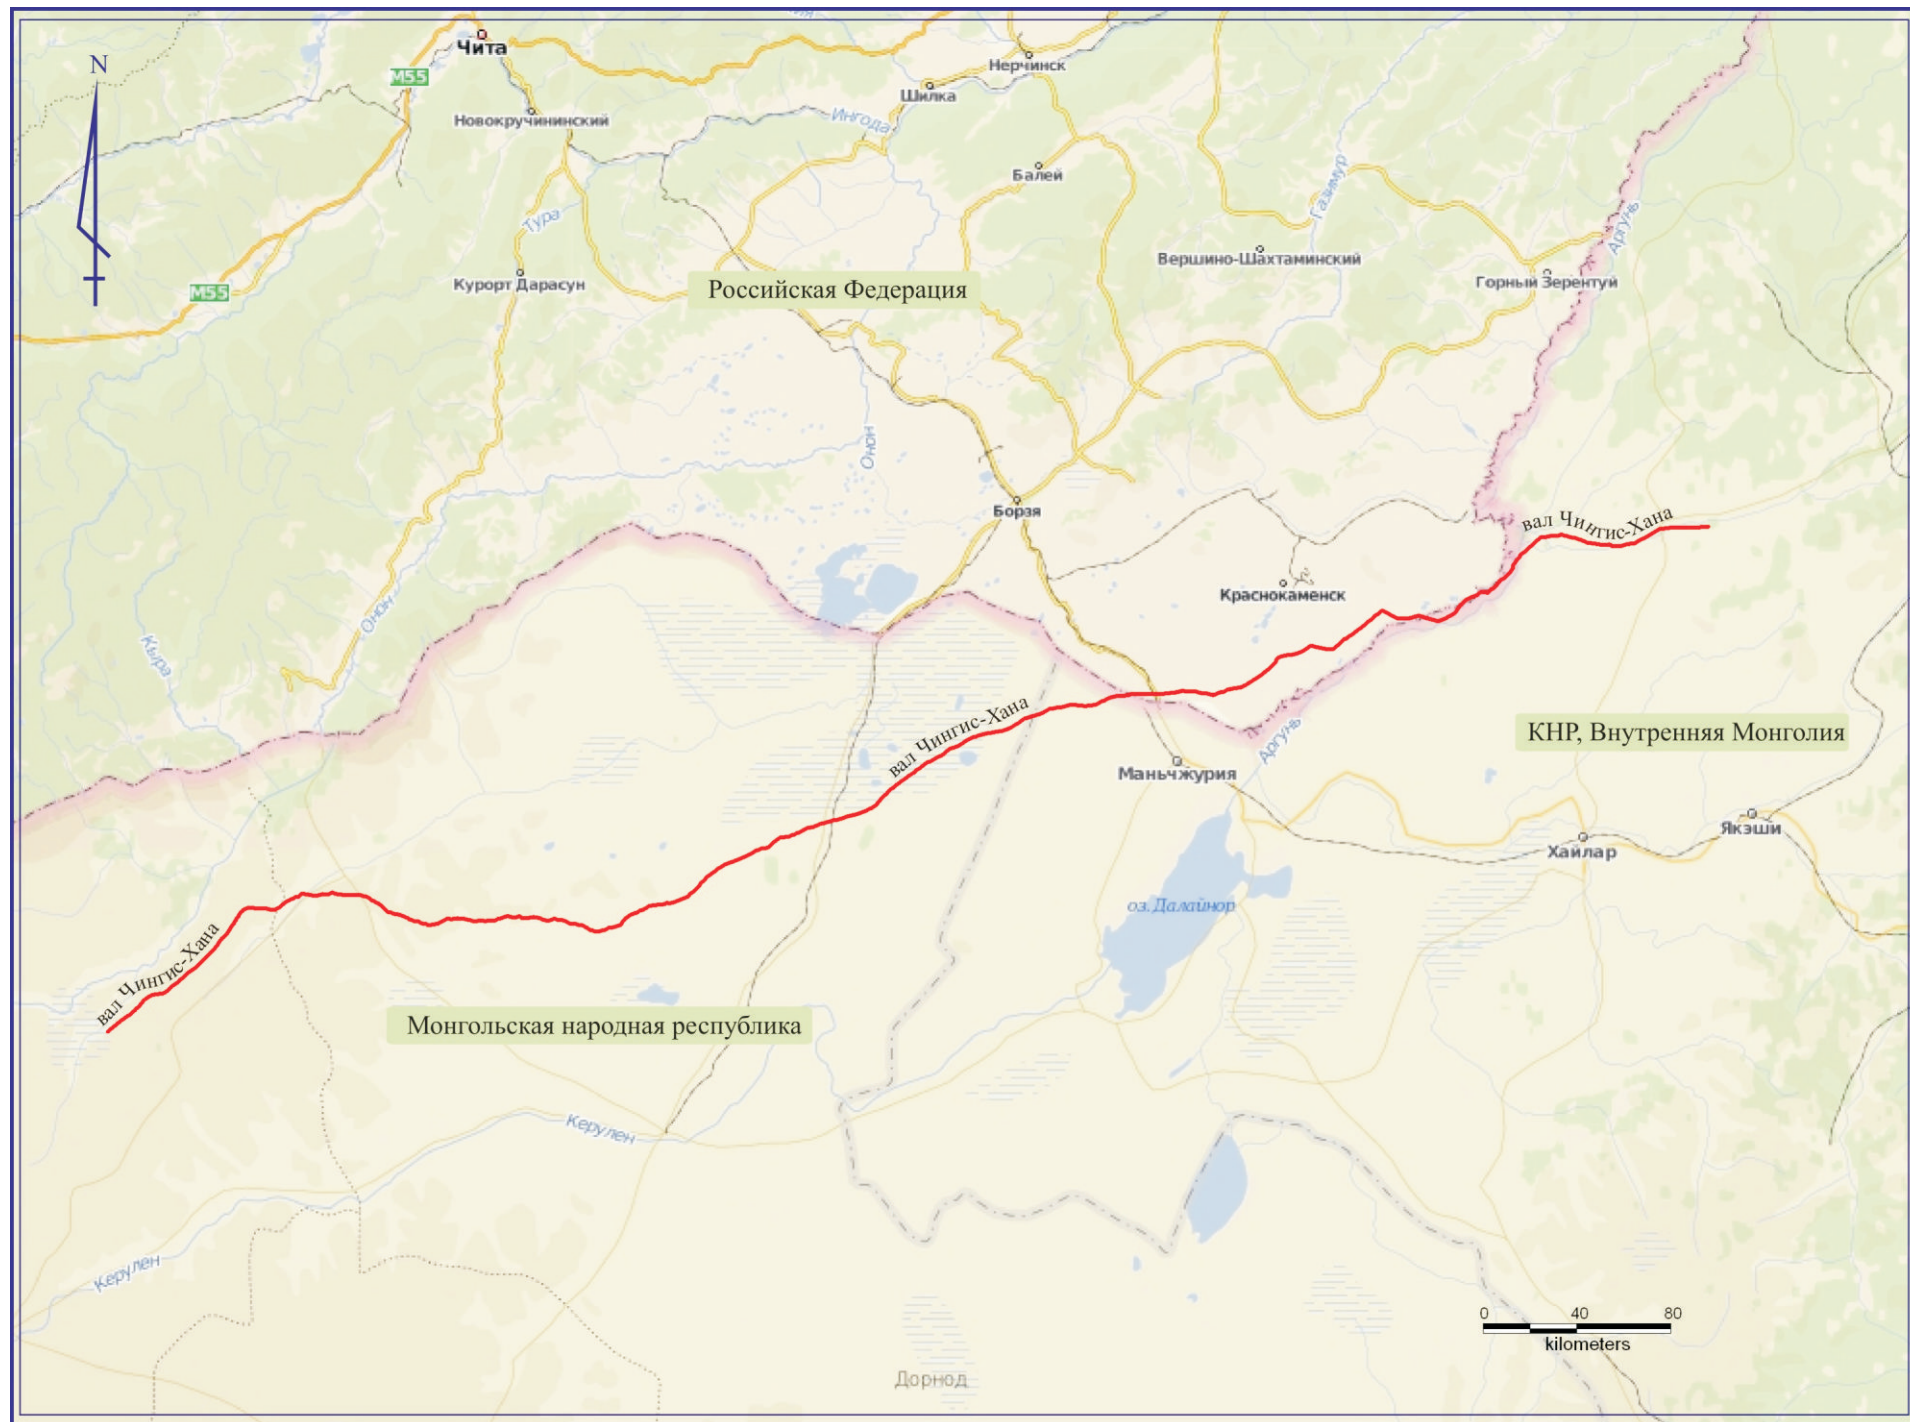 N
Чита
М55
Нерчинск
Шилка
Новокручининский
Ингода
Балей
Газимур
Тура
Аргунь
Вершино-Шахтаминский
Курорт Дарасун
Горный Зерентуй
М55
Российская Федерация
Онон
Борзя
вал Чингис-Хана
Краснокаменск
Онон
Кыра
вал Чингис-Хана
КНР, Внутренняя Монголия
Аргунь
Маньчжурия
Якэши
Хайлар
оз. Далайнор
вал Чингис-Хана
Монгольская народная республика
Керулен
Керулен
0 40 80
kilometers
Дорнод